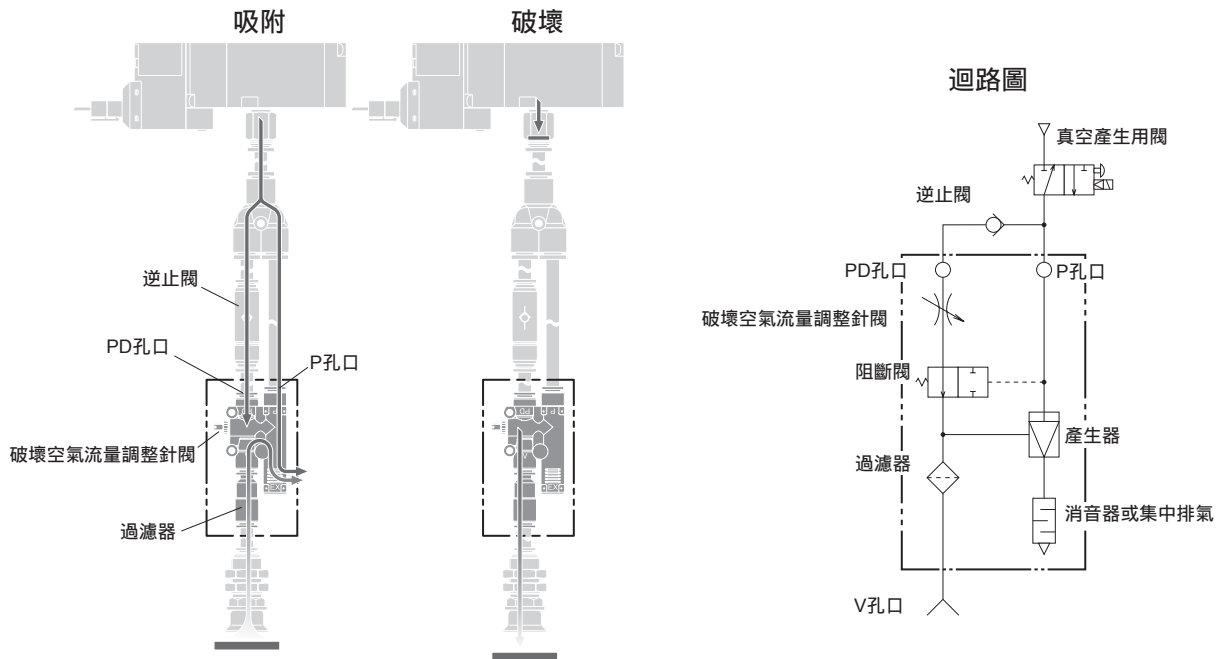 吸附
破壞
迴路圖
真空產生用閥
逆止閥
PD孔口
P孔口
破壞空氣流量調整針閥
阻斷閥
產生器
過濾器
消音器或集中排氣
V孔口
逆止閥
PD孔口
P孔口
破壞空氣流量調整針閥
過濾器
PD
P
EX
PD
P
V
EX